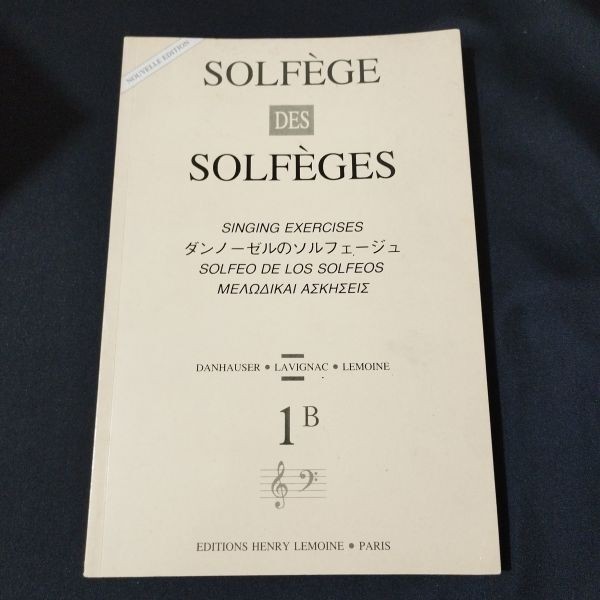 NOUVELLE EDITION
SOLFÈGE
DES
SOLFÈGES
SINGING EXERCISES
ダンノーゼルのソルフェージュ
SOLFEO DE LOS SOLFEOS
ΜΕΛΩΔΙΚΑΙ ΑΣΚΗΣΕΙΣ
DANHAUSER • LAVIGNAC • LEMOINE
1 B
EDITIONS HENRY LEMOINE • PARIS